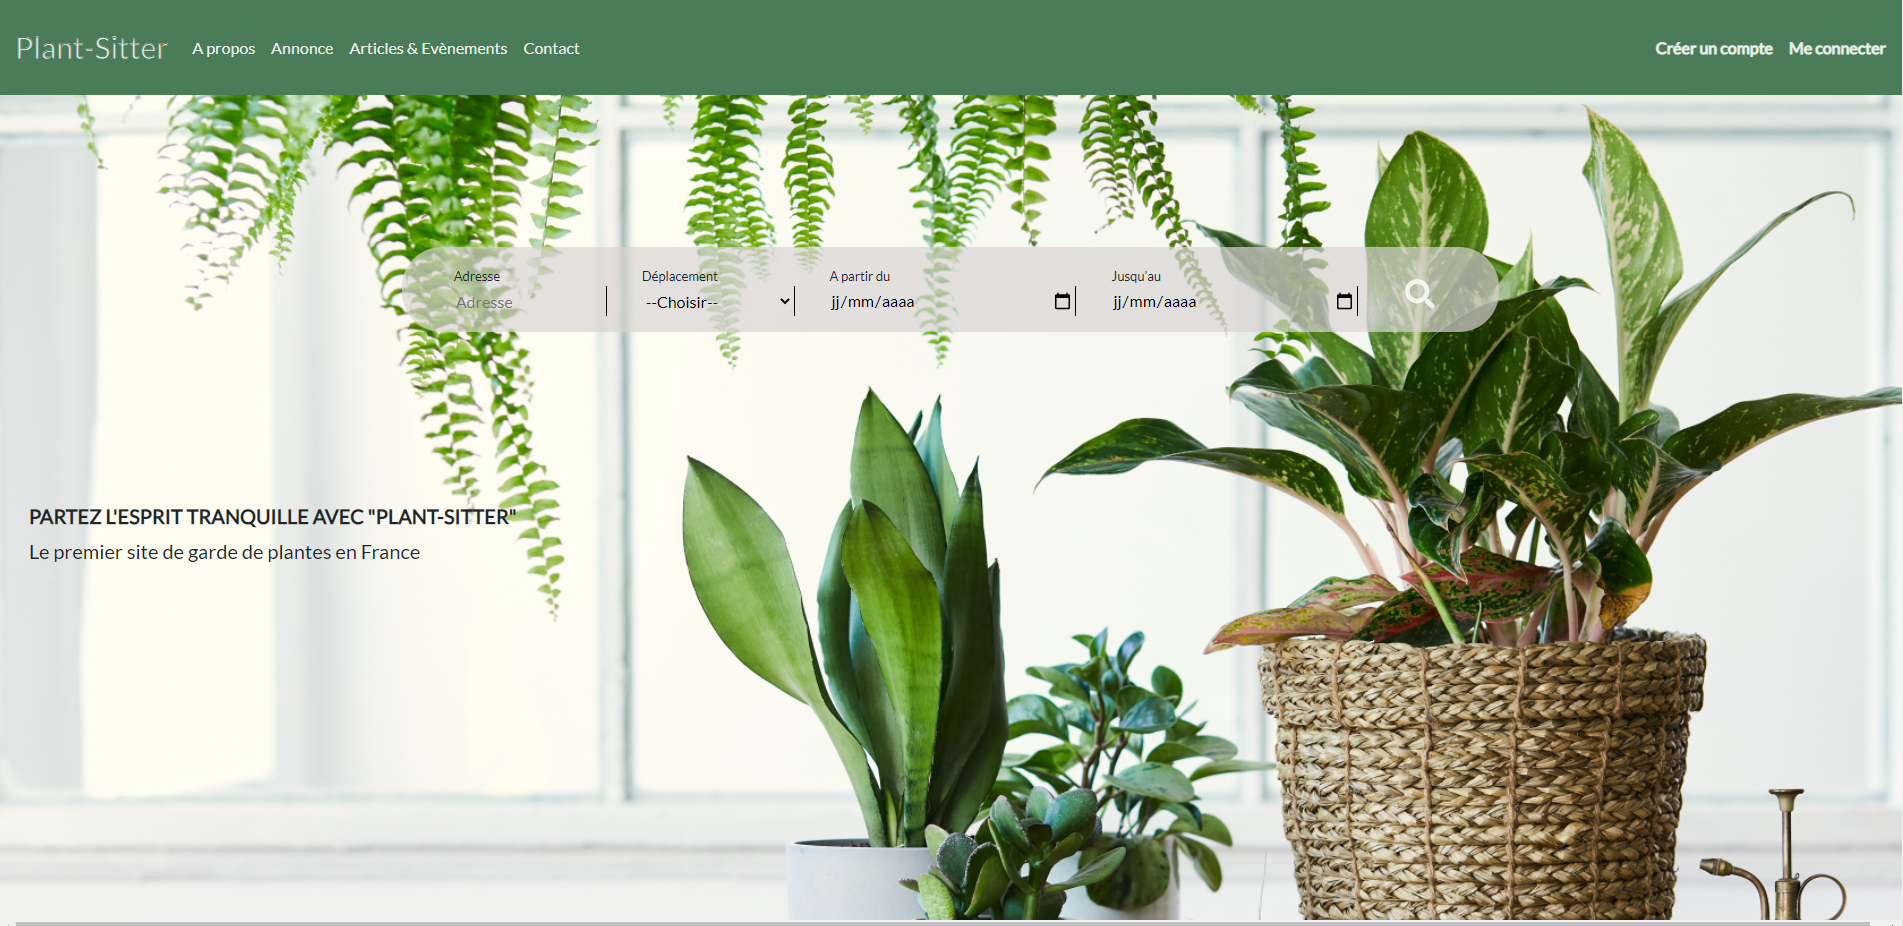 Plant-Sitter A propos Annonce Articles & Evènements Contact Créer un compte Me connecter
Adresse Déplacement A partir du Jusqu'au
Adresse --Choisir-- jj/mm/aaaa jj/mm/aaaa
PARTEZ L'ESPRIT TRANQUILLE AVEC "PLANT-SITTER"
Le premier site de garde de plantes en France